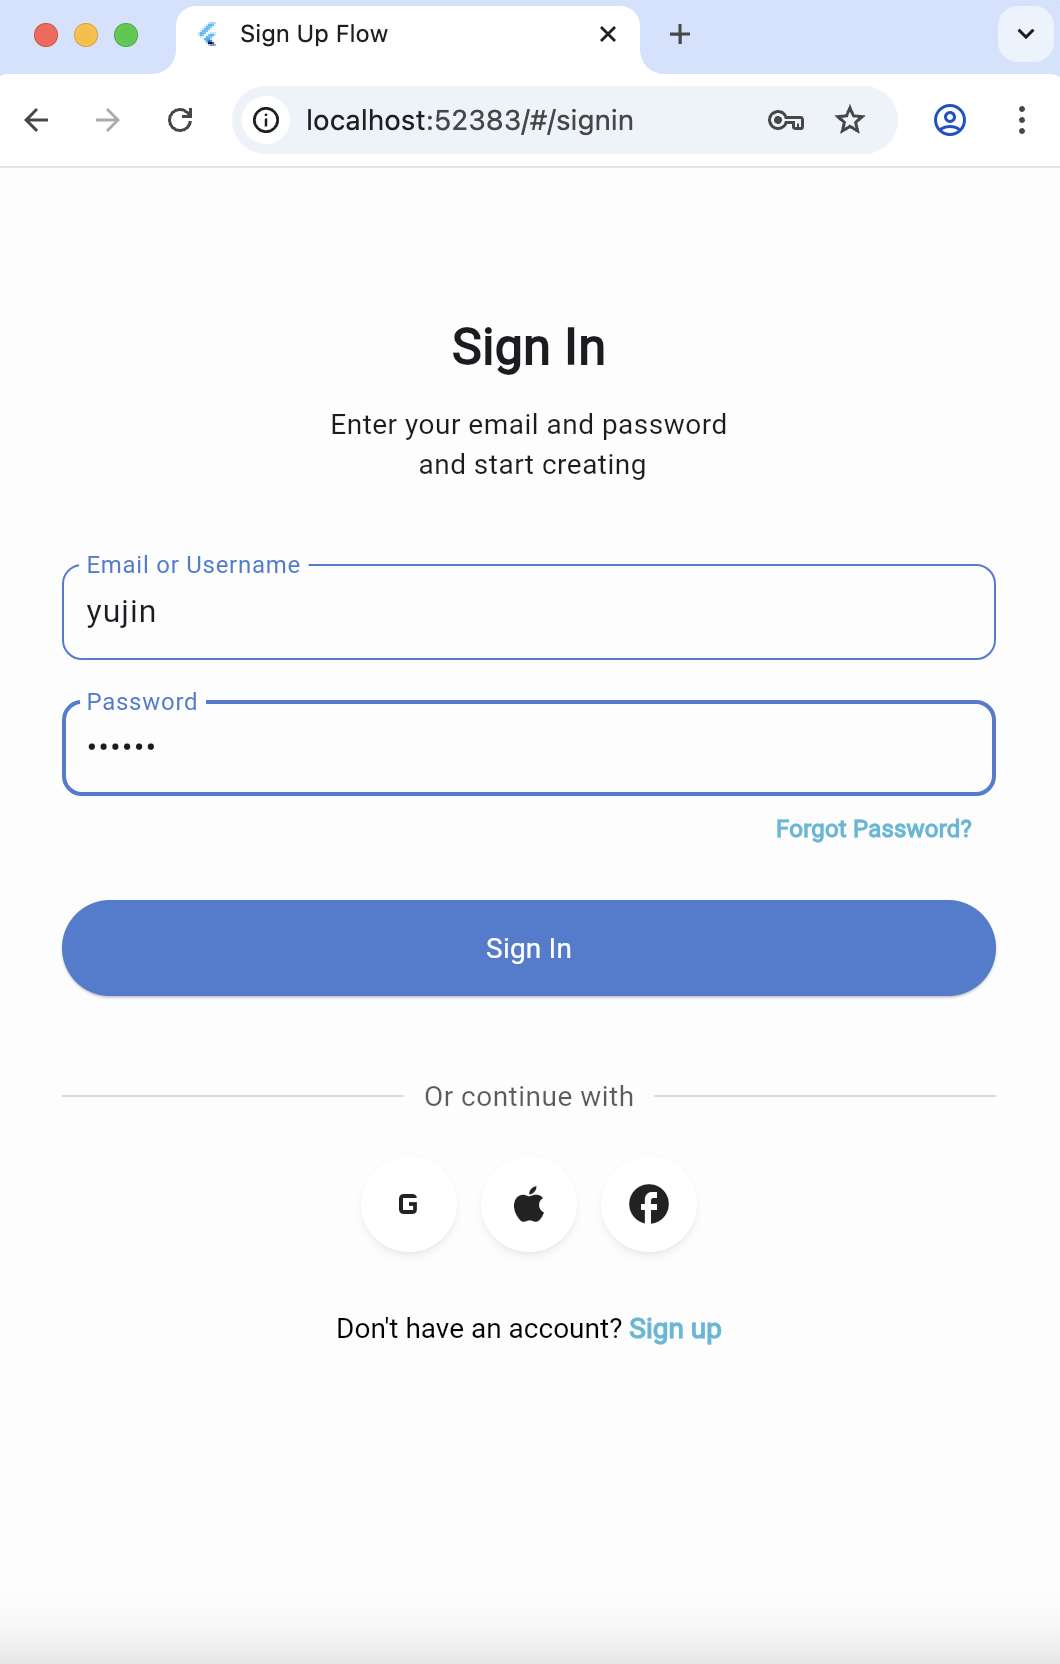 Sign Up Flow
localhost:52383/#/signin
Sign In
Enter your email and password
and start creating
Email or Username
yujin
Password
••••••
Forgot Password?
Sign In
Or continue with
G
Don't have an account? Sign up